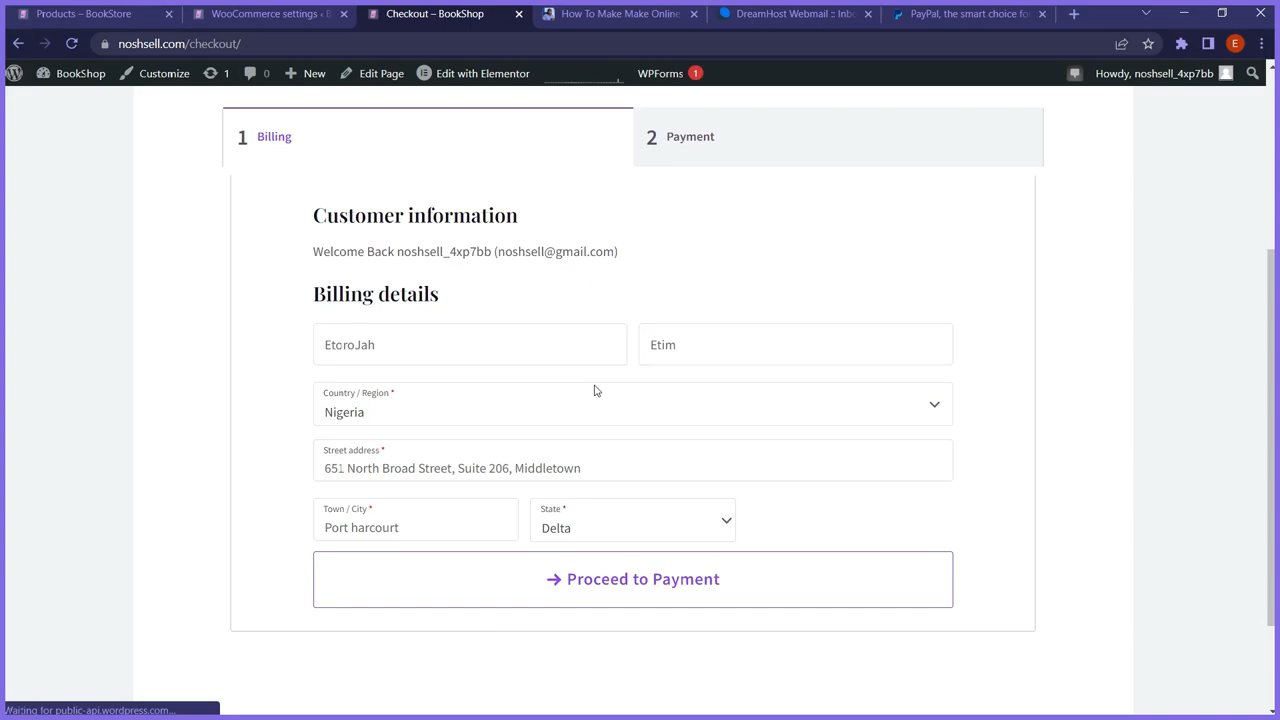 Products – BookStore
WooCommerce settings ‹ B
Checkout – BookShop
How To Make Make Online
DreamHost Webmail :: Inbo
PayPal, the smart choice fo
noshsell.com/checkout/
E
BookShop
Customize
1
0
New
Edit Page
Edit with Elementor
WPForms 1
Howdy, noshsell_4xp7bb
1 Billing
2 Payment
Customer information
Welcome Back noshsell_4xp7bb (noshsell@gmail.com)
Billing details
EtoroJah
Etim
Country / Region *
Nigeria
Street address *
651 North Broad Street, Suite 206, Middletown
Town / City *
Port harcourt
State *
Delta
→ Proceed to Payment
Waiting for public-api.wordpress.com...